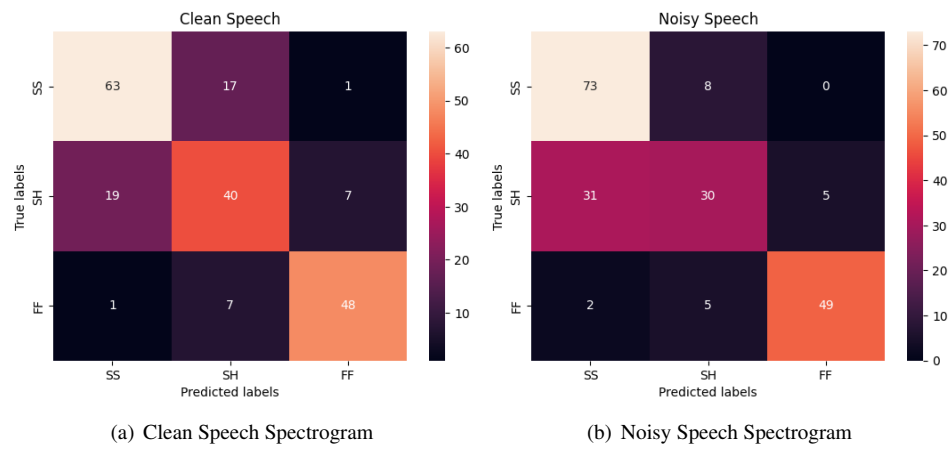 Clean Speech
SS
63
17
1
60
50
40
30
20
10
True labels
SH
19
40
7
FF
1
7
48
SS
SH
FF
Predicted labels
(a) Clean Speech Spectrogram
Noisy Speech
SS
73
8
0
70
60
50
40
30
20
10
0
True labels
SH
31
30
5
FF
2
5
49
SS
SH
FF
Predicted labels
(b) Noisy Speech Spectrogram